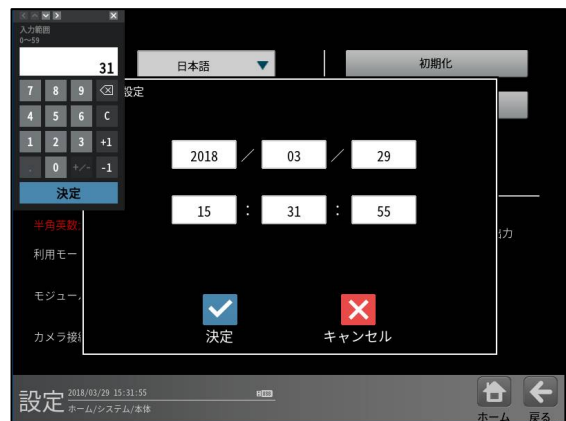 入力範囲
0～59
31
7 8 9
4 5 6 C
1 2 3 +1
. 0 +/- -1
決定
日本語
初期化
設定
2018 / 03 / 29
15 : 31 : 55
決定
キャンセル
半角英数
出力
利用モー
モジュー
カメラ接
設定
2018/03/29 15:31:55
ホーム/システム/本体
ホーム
戻る